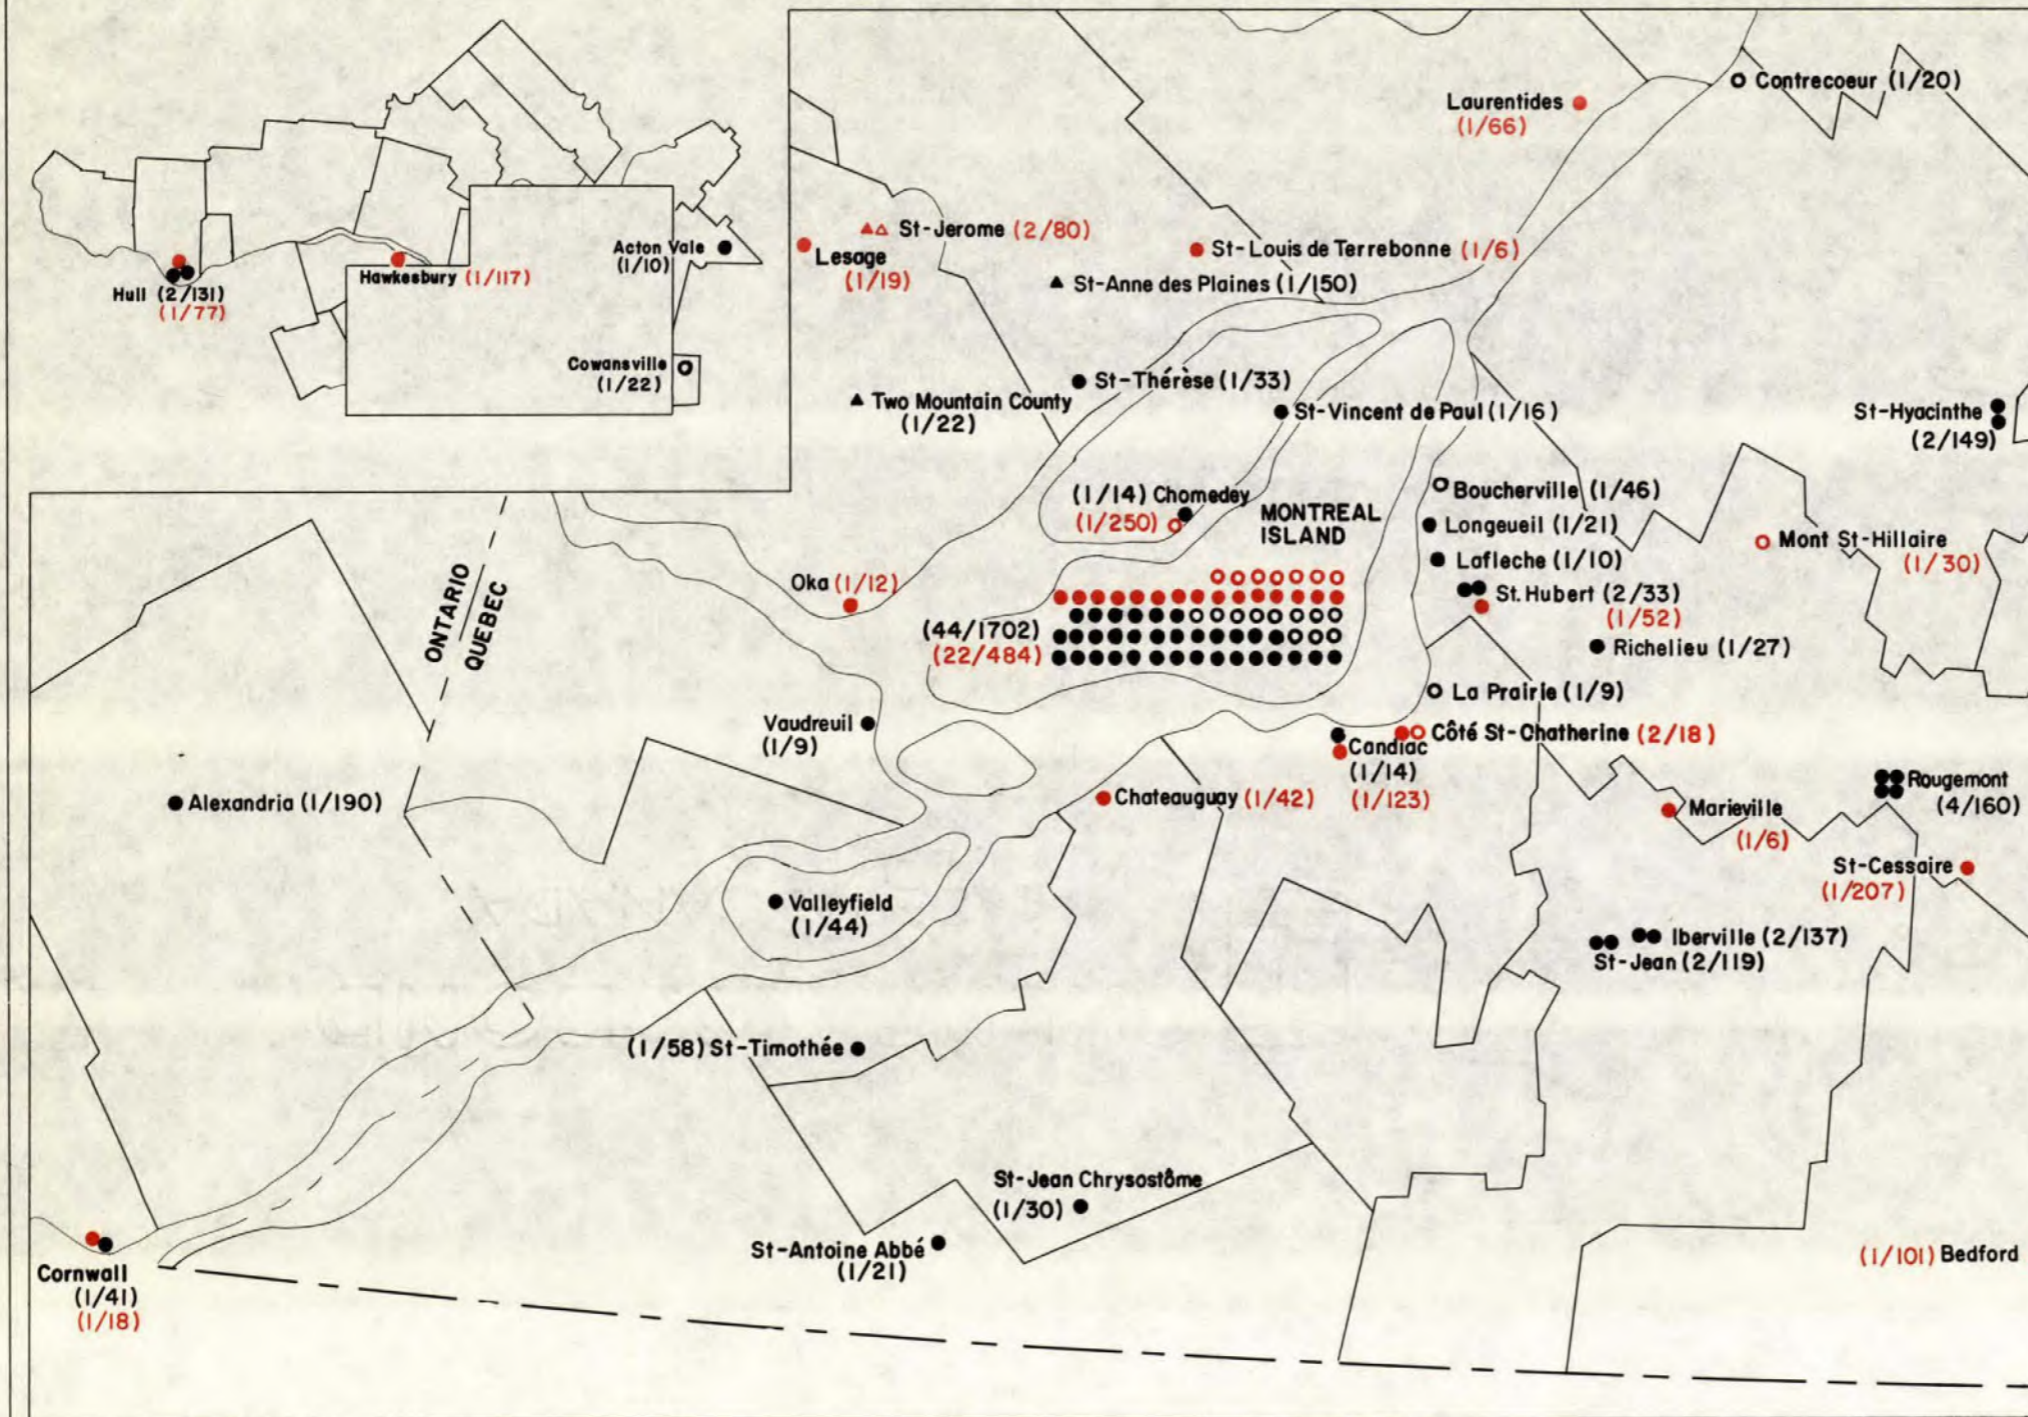 Contrecoeur (1/20)
Laurentides
(1/66)
St-Jerome (2/80)
Lesage
(1/19)
St-Louis de Terrebonne (1/6)
St-Anne des Plaines (1/150)
Acton Vale
(1/10)
Hawkesbury (1/117)
Hull (2/131)
(1/77)
Cowansville
(1/22)
St-Thérèse (1/33)
Two Mountain County
(1/22)
St-Vincent de Paul (1/16)
St-Hyacinthe
(2/149)
(1/14) Chomedey
(1/250)
MONTREAL
ISLAND
Boucherville (1/46)
Longeueil (1/21)
Lafleche (1/10)
St. Hubert (2/33)
(1/52)
Mont St-Hillaire
(1/30)
Richelieu (1/27)
Oka (1/12)
(44/1702)
(22/484)
ONTARIO
QUEBEC
La Prairie (1/9)
Vaudreuil
(1/9)
Côté St-Chatherine (2/18)
Candiac
(1/14)
(1/123)
Alexandria (1/190)
Chateauguay (1/42)
Rougemont
(4/160)
Marieville
(1/6)
St-Cessaire
(1/207)
Valleyfield
(1/44)
Iberville (2/137)
St-Jean (2/119)
(1/58) St-Timothée
St-Jean Chrysostôme
(1/30)
St-Antoine Abbé
(1/21)
(1/101) Bedford
Cornwall
(1/41)
(1/18)